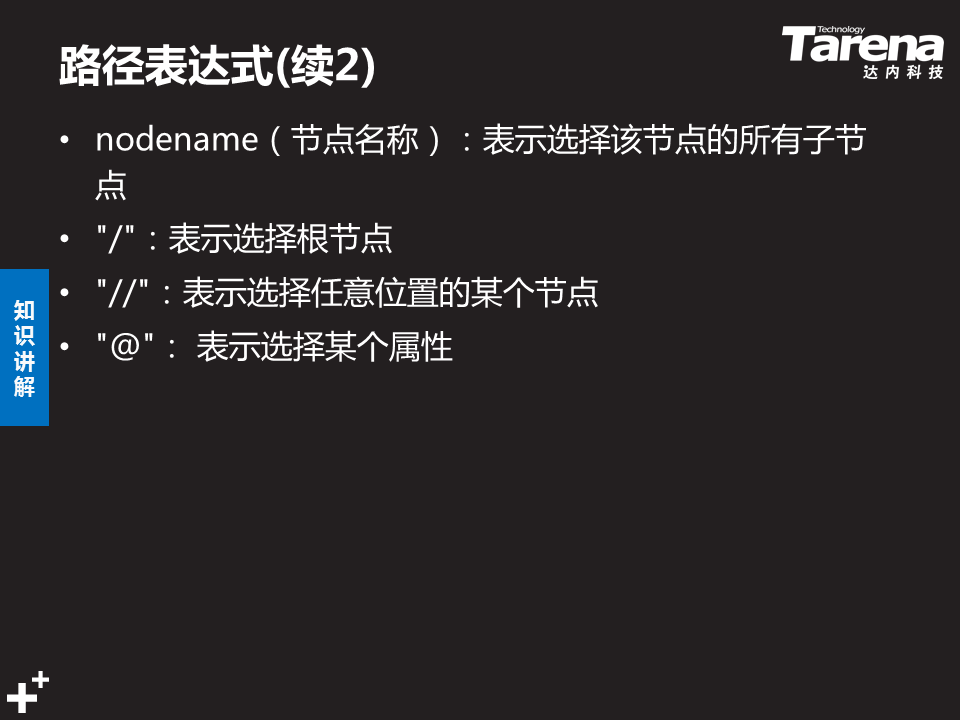 路径表达式(续2)
Technology
Tarena
达内科技
• nodename（节点名称）：表示选择该节点的所有子节
点
• "/"：表示选择根节点
• "//"：表示选择任意位置的某个节点
• "@"： 表示选择某个属性
知
识
讲
解